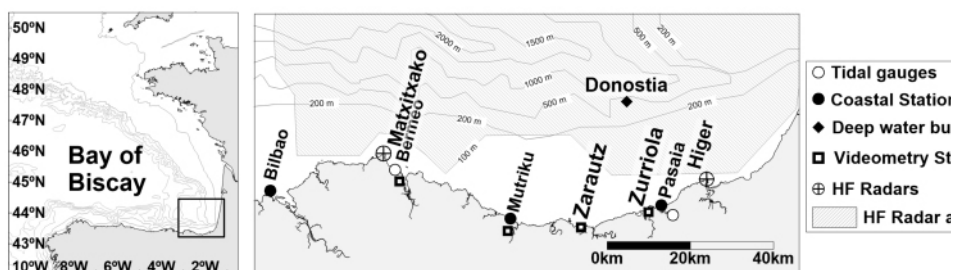 50ºN
49ºN
48ºN
47ºN
46ºN
45ºN
44ºN
43ºN
10ºW 8ºW 6ºW 4ºW 2ºW
Bay of
Biscay
2000 m
1500 m
500 m
200 m
1000 m
500 m
200 m
200 m
200 m
100 m
Donostia
Bilbao
Matxitxako
Bermeo
Mutriku
Zarautz
Zurriola
Pasaia
Higer
0km 20km 40km
Tidal gauges
Coastal Station
Deep water bu
Videometry St
HF Radars
HF Radar a